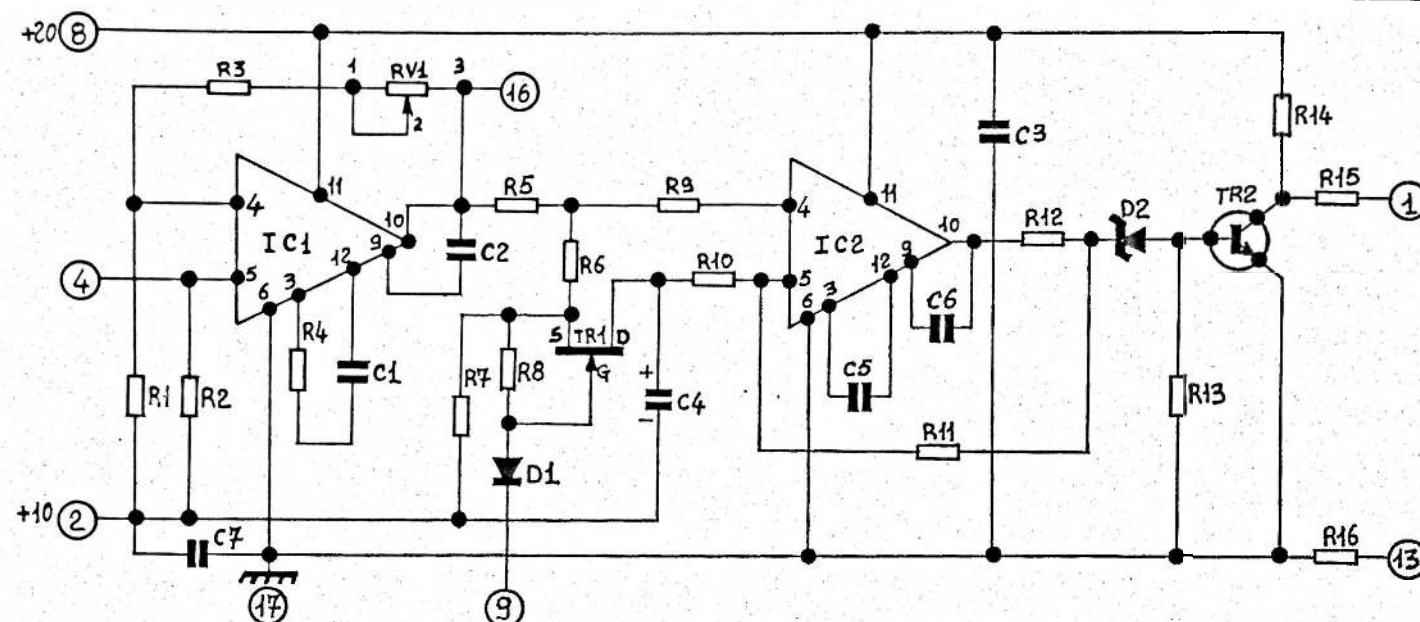 +20 8
R3 1 RV1 3 16
2
C3 R14
4 11 10 R5 R9 4 11 10 R12 D2 TR2 R15 1
IC1 9 C2 IC2 9
4 5 12 R6 R10 5 12 C6
6 3 6 3
R4 C1 S TR1 D C5
R1 R2 R7 R8 G + C4 R13
-
D1 R11
+10 2
C7 R16 13
17 9